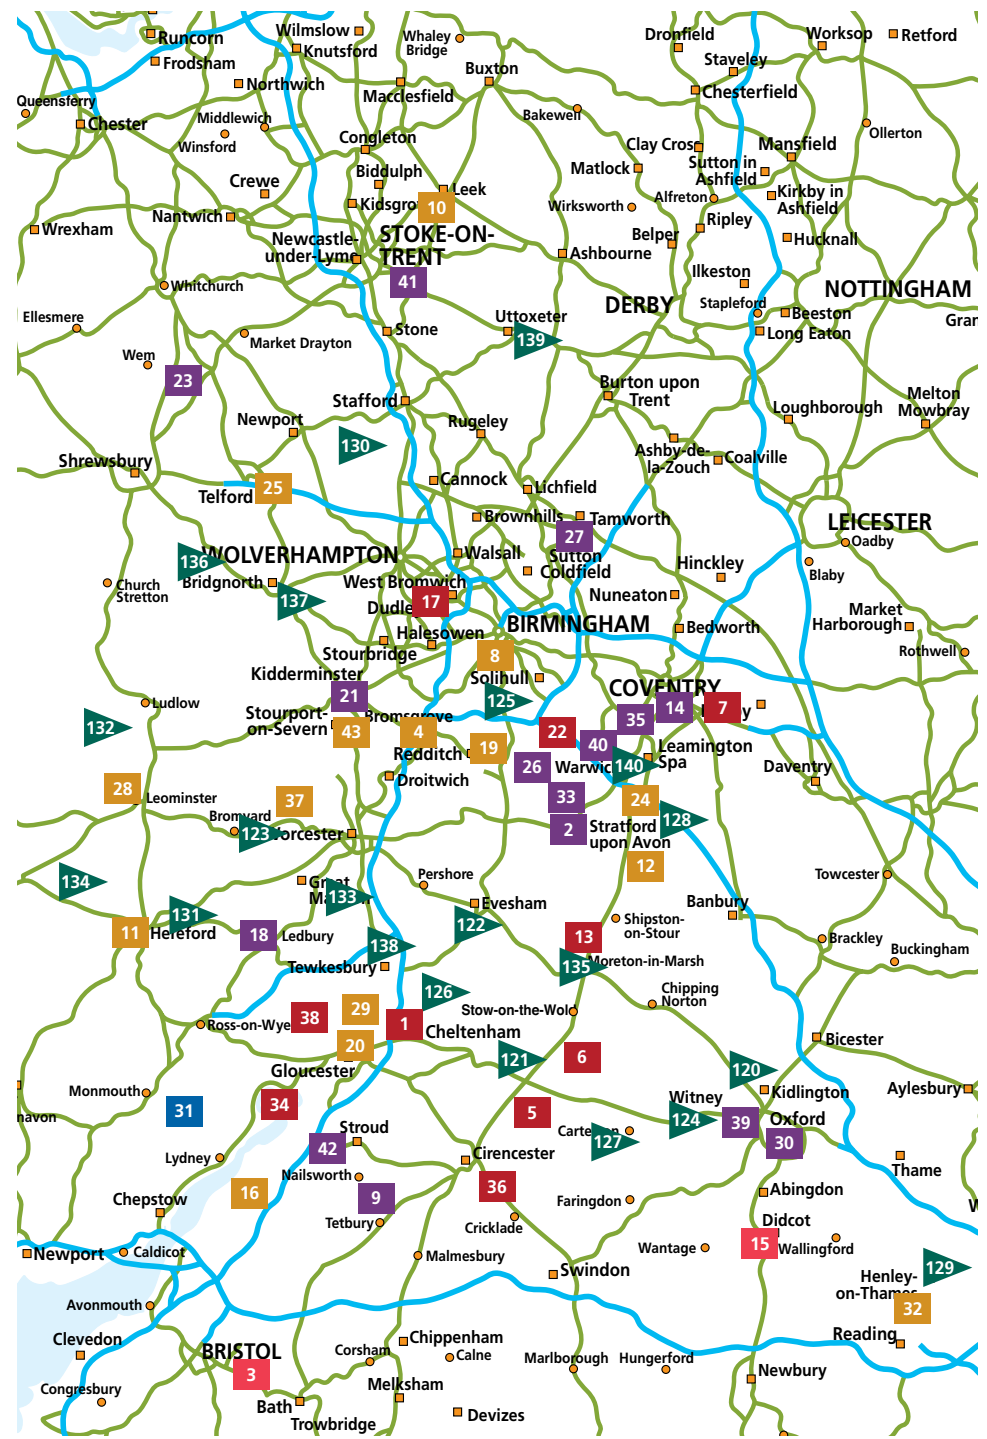 Runcorn
Wilmslow
Knutsford
Whaley
Bridge
Dronfield
Worksop
Retford
Frodsham
Northwich
Macclesfield
Buxton
Staveley
Chesterfield
Queensferry
Chester
Middlewich
Winsford
Congleton
Bakewell
Clay Cross
Mansfield
Ollerton
Biddulph
Leek
Matlock
Sutton in
Ashfield
Crewe
Kidsgro
10
Wirksworth
Alfreton
Kirkby in
Ashfield
Nantwich
Wrexham
Newcastle-
under-Lyme
STOKE-ON-
TRENT
Ripley
Belper
Hucknall
Ashbourne
41
Whitchurch
Ilkeston
NOTTINGHAM
DERBY
Stapleford
Beeston
Gran
Ellesmere
Market Drayton
Stone
Uttoxeter
139
Long Eaton
Wem
23
Burton upon
Trent
Stafford
Newport
Rugeley
Loughborough
Melton
Mowbray
130
Ashby-de-
la-Zouch
Coalville
Shrewsbury
Cannock
Lichfield
Telford
25
Brownhills
Tamworth
LEICESTER
27
Oadby
136
WOLVERHAMPTON
Walsall
Sutton
Coldfield
Hinckley
Blaby
Church
Stretton
Bridgnorth
137
West Bromwich
Dudle
17
Nuneaton
Market
Harborough
Halesowen
BIRMINGHAM
Bedworth
Stourbridge
8
Rothwell
Kidderminster
Solihull
COVENTRY
21
125
Ludlow
132
Stourport-
on-Severn
43
Bromsgrove
4
22
35
14
7
y
Redditch
19
40
Leamington
Spa
26
Warwic
140
Droitwich
Daventry
28
Leominster
37
33
24
Bromyard
123
orcester
2
Stratford
upon Avon
128
12
134
Great
Ma
133
n
Pershore
Towcester
Evesham
Banbury
131
122
11
Hereford
18
Ledbury
13
Shipston-
on-Stour
Brackley
138
Buckingham
Tewkesbury
135
Moreton-in-Marsh
126
Chipping
Norton
Ross-on-Wye
38
29
1
Cheltenham
Stow-on-the-Wold
20
Gloucester
121
6
Bicester
120
Monmouth
Kidlington
Aylesbury
navon
31
34
5
Witney
124
39
Oxford
30
Stroud
42
Carte
n
127
Lydney
Nailsworth
Cirencester
Thame
16
9
36
Abingdon
Chepstow
Faringdon
Tetbury
Cricklade
Didcot
15
Wallingford
W
Newport
Caldicot
Malmesbury
Wantage
Swindon
129
Henley-
on-Thames
32
Avonmouth
Clevedon
BRISTOL
3
Chippenham
Corsham
Calne
Reading
Marlborough
Hungerford
Congresbury
Newbury
Melksham
Bath
Trowbridge
Devizes